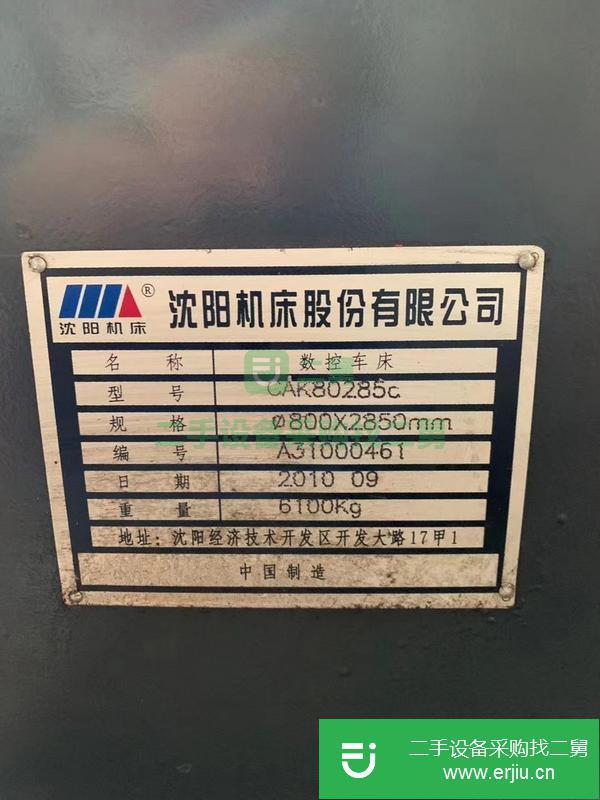 沈阳机床 ® 沈阳机床股份有限公司
名 称 数控车床
型 号 CAK80285c
规 格 ø800X2850mm
编 号 A31000461
日 期 2010 09
重 量 6100Kg
地址: 沈阳经济技术开发区开发大路17甲1
中国制造
二手设备采购找二舅
二手设备采购找二舅
www.erjiu.cn